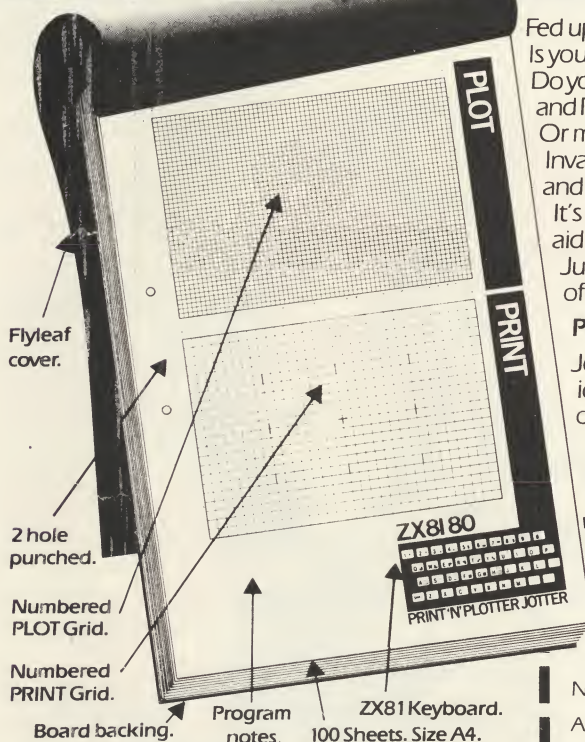 PLOT
PRINT
ZX81 80
PRINT 'N' PLOTTER JOTTER
Flyleaf
cover.
2 hole
punched.
Numbered
PLOT Grid.
Numbered
PRINT Grid.
Board backing.
Program
notes.
ZX81 Keyboard.
100 Sheets. Size A4.
Fed up
Is you
Do yo
and
Or m
Inva
and
It's
aid
Ju
of
P
N
A